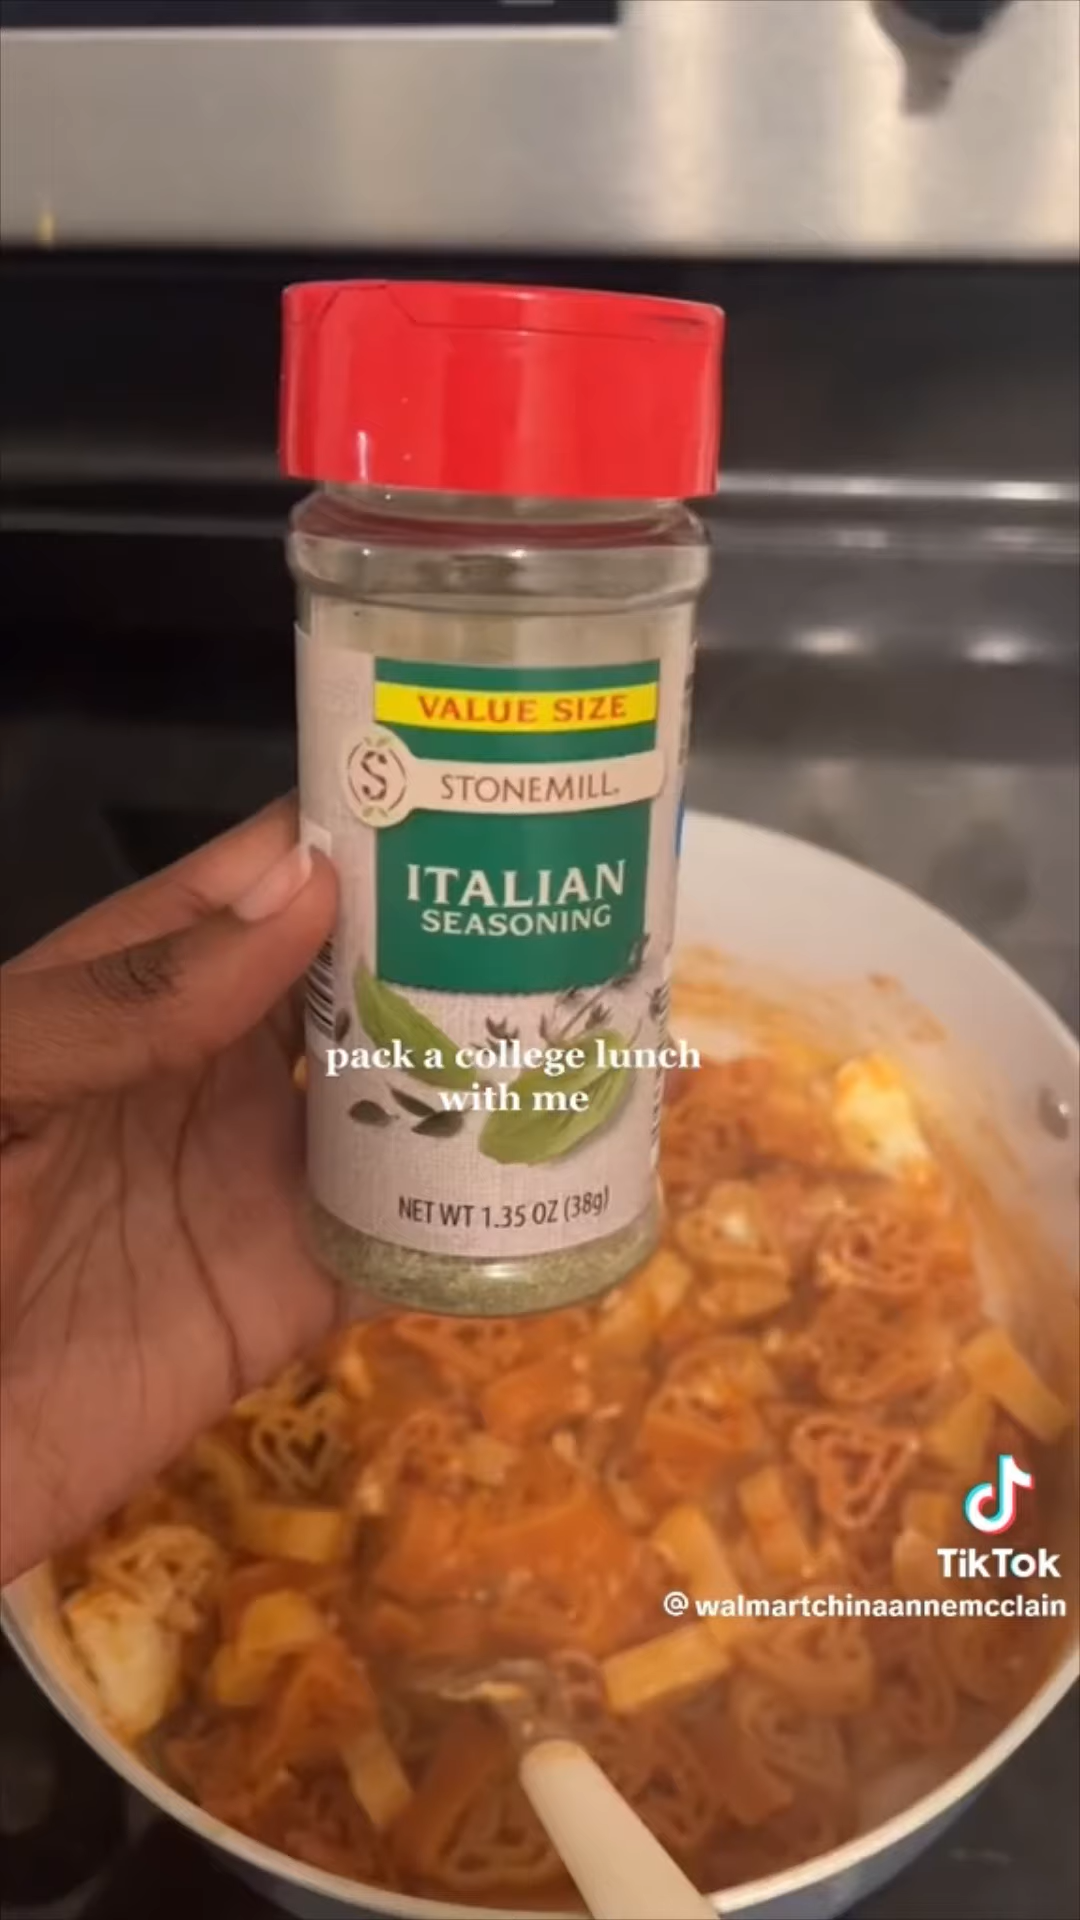 VALUE SIZE
S
STONEMILL.
ITALIAN
SEASONING
pack a college lunch
with me
NET WT 1.35 OZ (38g)
TikTok
@walmartchinaannemcclain